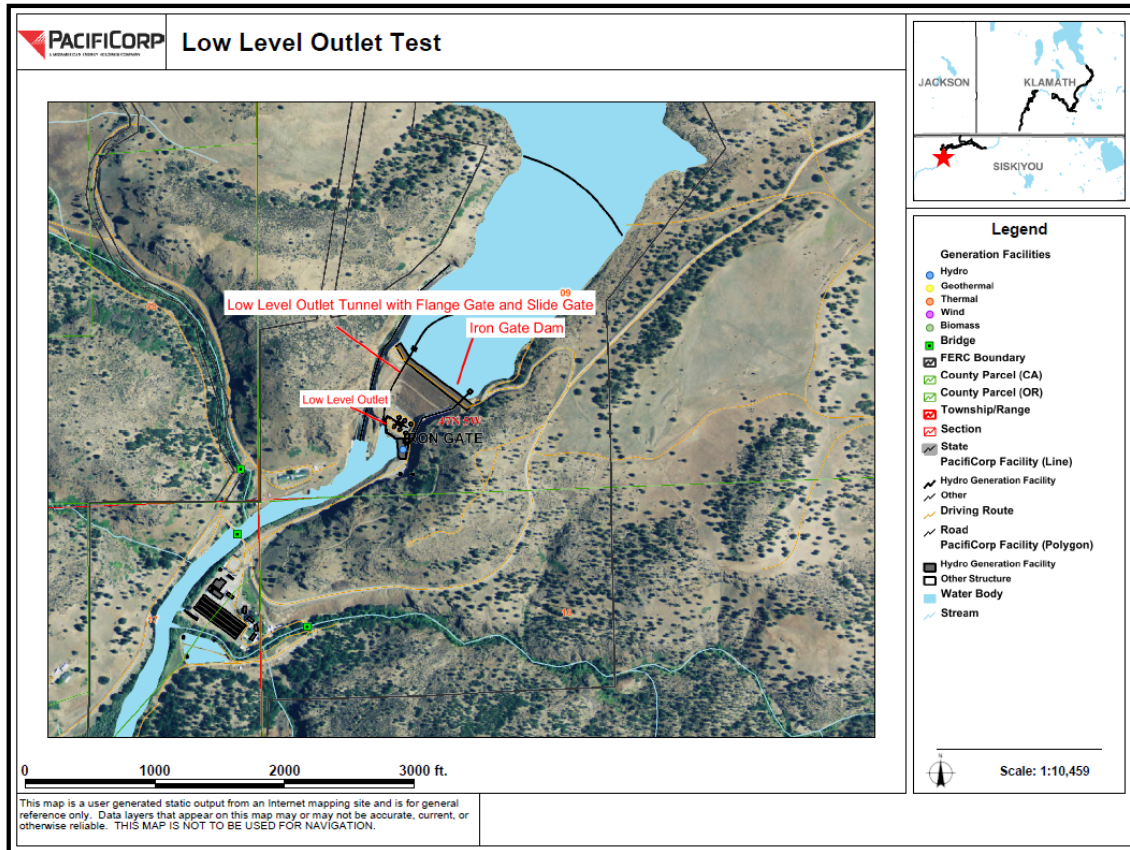 PACIFICORP
Low Level Outlet Test
JACKSON
KLAMATH
SISKIYOU
09
Low Level Outlet Tunnel with Flange Gate and Slide Gate
Iron Gate Dam
Low Level Outlet
IRON GATE
Legend
Generation Facilities
Hydro
Geothermal
Thermal
Wind
Biomass
Bridge
FERC Boundary
County Parcel (CA)
County Parcel (OR)
Township/Range
Section
State
PacifiCorp Facility (Line)
Hydro Generation Facility
Other
Driving Route
Road
PacifiCorp Facility (Polygon)
Hydro Generation Facility
Other Structure
Water Body
Stream
N
Scale: 1:10,459
0 1000 2000 3000 ft.
This map is a user generated static output from an Internet mapping site and is for general
reference only. Data layers that appear on this map may or may not be accurate, current, or
otherwise reliable. THIS MAP IS NOT TO BE USED FOR NAVIGATION.